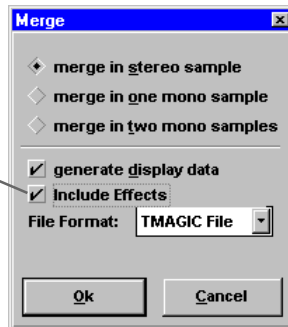 Merge
merge in stereo sample
merge in one mono sample
merge in two mono samples
generate display data
Include Effects
File Format: TMAGIC File
Ok Cancel